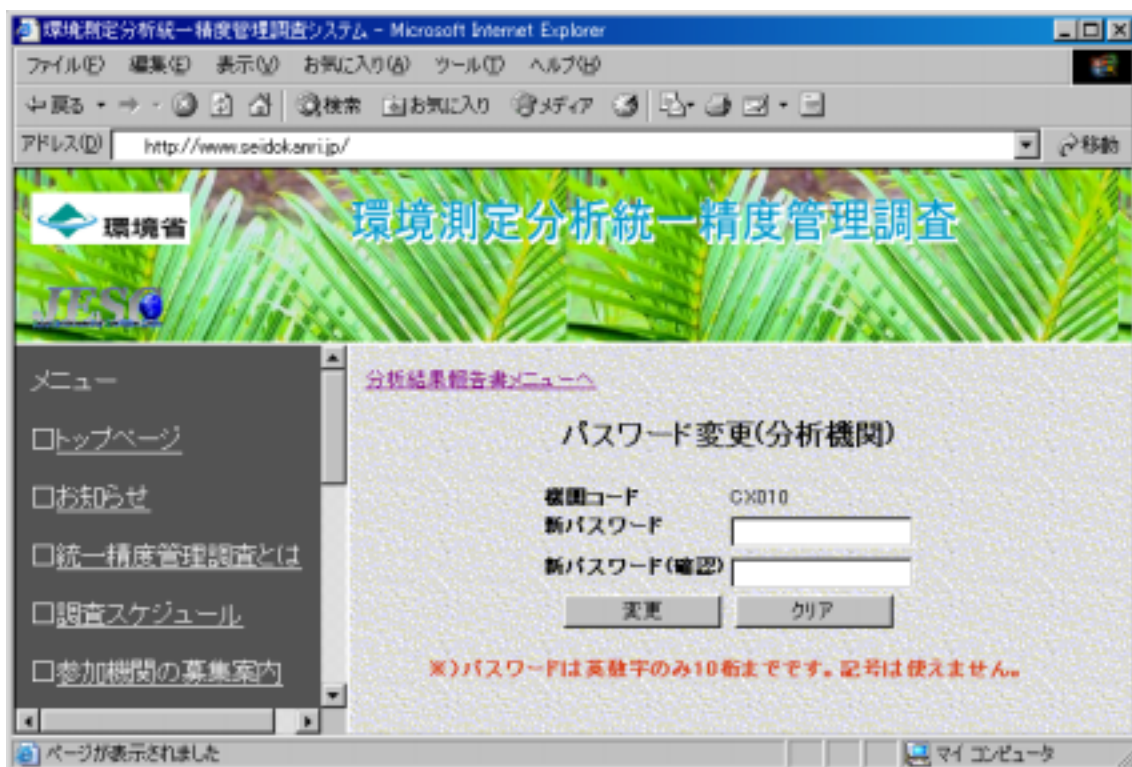 環境測定分析統一精度管理調査システム - Microsoft Internet Explorer
ファイル(F) 編集(E) 表示(V) お気に入り(A) ツール(T) ヘルプ(H)
戻る 検索 お気に入り メディア
アドレス(D) http://www.seidokanri.jp/ 移動
環境省 環境測定分析統一精度管理調査
JESC
メニュー
分析結果報告書メニューへ
□トップページ
パスワード変更(分析機関)
□お知らせ
機関コード CX010
新パスワード
□統一精度管理調査とは
新パスワード(確認)
□調査スケジュール
変更 クリア
□参加機関の募集案内
※)パスワードは英数字のみ10桁までです。記号は使えません。
ページが表示されました マイ コンピュータ